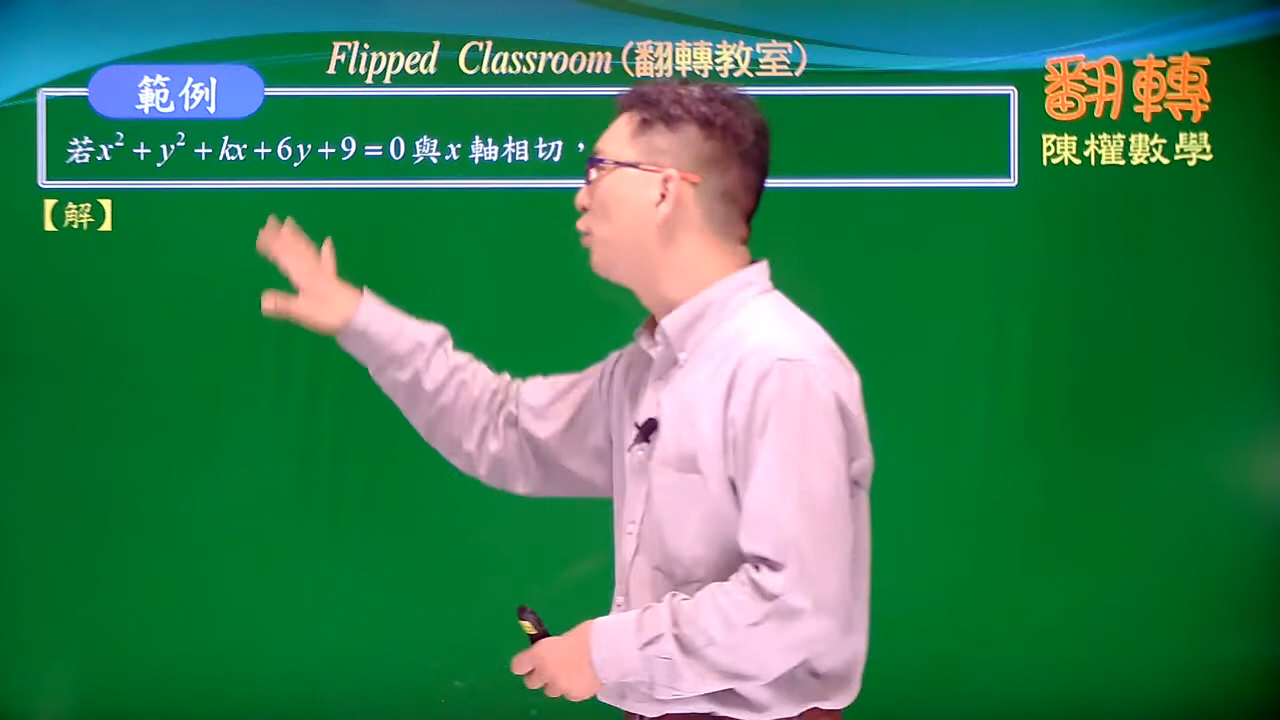 Flipped Classroom (翻轉教室)
範例
若x²+y²+kx+6y+9=0與x軸相切，
【解】
翻轉
陳權數學